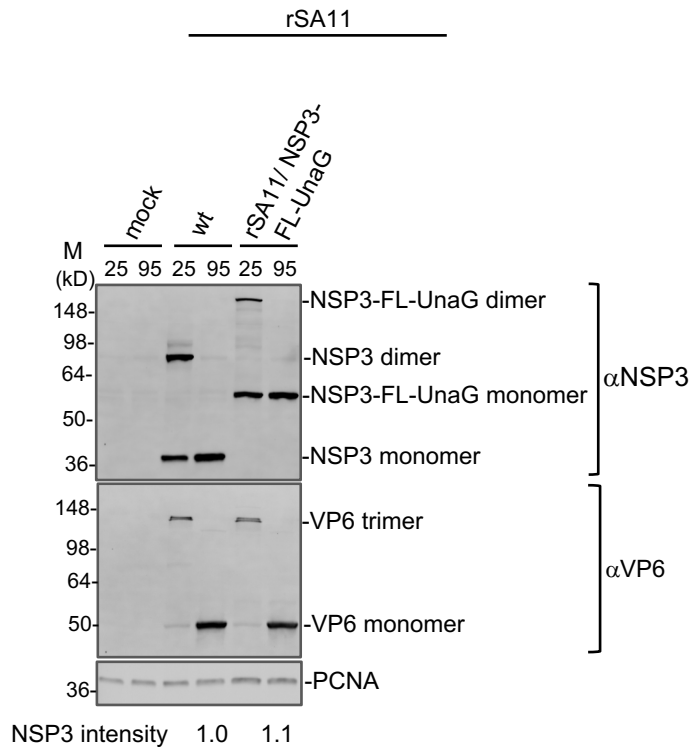 rSA11
mock
wt
rSA11/ NSP3-
FL-UnaG
M
(kD)
25 95 25 95 25 95
148-
-NSP3-FL-UnaG dimer
98-
-NSP3 dimer
64-
-NSP3-FL-UnaG monomer
αNSP3
50-
36-
-NSP3 monomer
148-
-VP6 trimer
98-
αVP6
64-
50-
-VP6 monomer
36-
-PCNA
NSP3 intensity 1.0 1.1